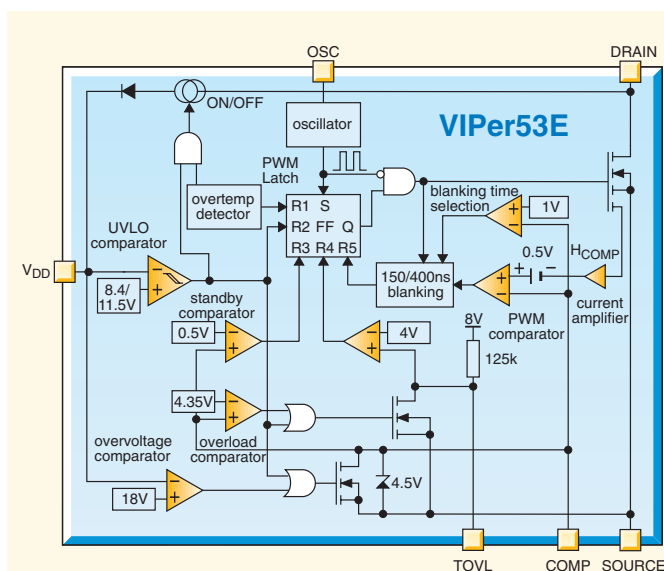 OSC
DRAIN
ON/OFF
VIPer53E
oscillator
PWM
Latch
overtemp
detector
R1 S
R2 FF Q
R3 R4 R5
blanking time
selection
1V
UVLO
comparator
VDD
8.4/
11.5V
150/400ns
blanking
0.5V
HCOMP
current
amplifier
PWM
comparator
standby
comparator
0.5V
4V
8V
125k
4.35V
overload
comparator
overvoltage
comparator
18V
4.5V
TOVL
COMP
SOURCE